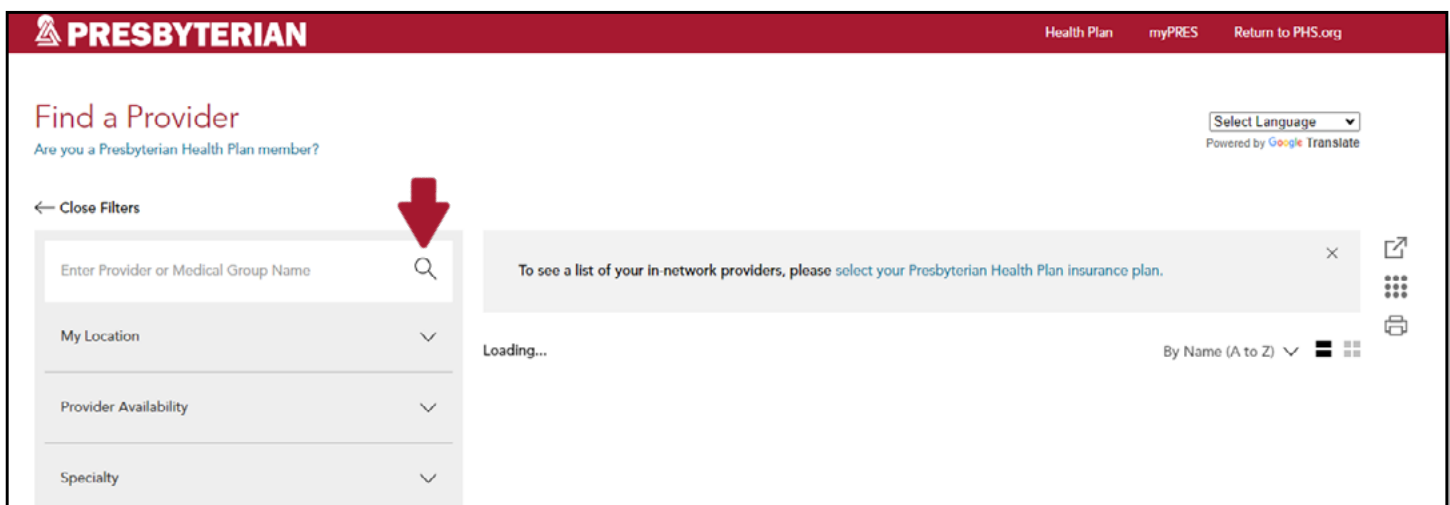 PRESBYTERIAN
Health Plan myPRES Return to PHS.org
Find a Provider
Select Language
Are you a Presbyterian Health Plan member?
Powered by Google Translate
Close Filters
Enter Provider or Medical Group Name
To see a list of your in-network providers, please select your Presbyterian Health Plan insurance plan.
My Location
Loading...
By Name (A to Z)
Provider Availability
Specialty